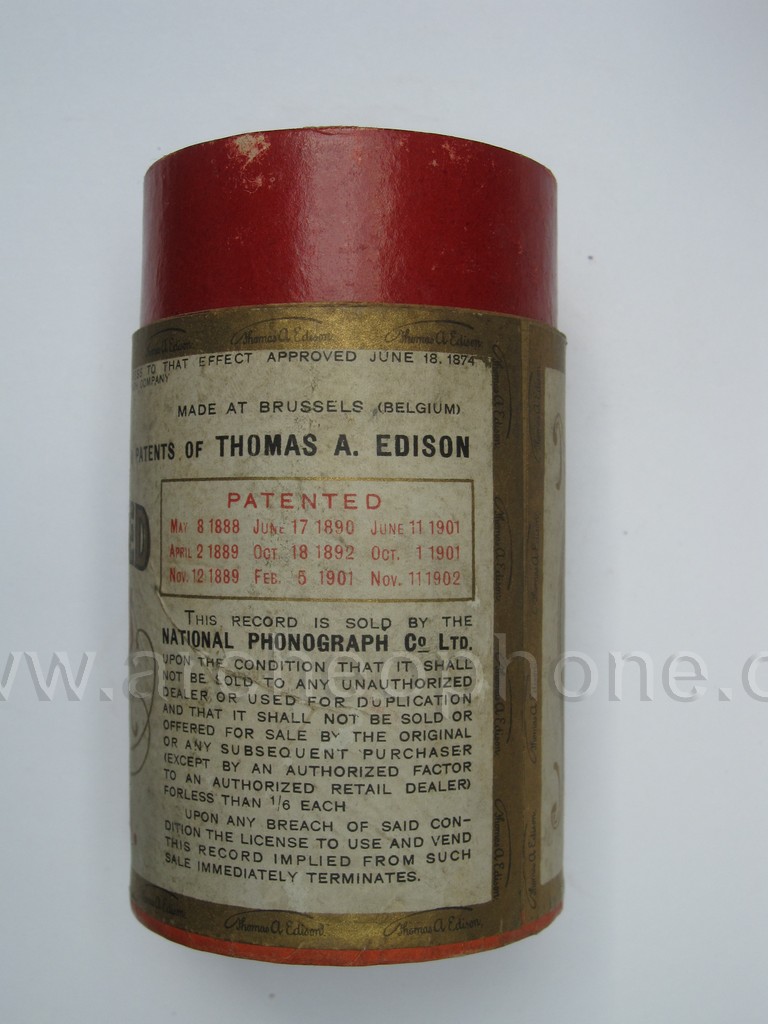 Thomas A. Edison Thomas A. Edison Thomas A. Edison
TO THAT EFFECT APPROVED JUNE 18. 1874
COMPANY
MADE AT BRUSSELS (BELGIUM)
PATENTS OF THOMAS A. EDISON
PATENTED
MAY 8 1888 JUNE 17 1890 JUNE 11 1901
APRIL 2 1889 OCT. 18 1892 OCT. 1 1901
NOV. 12 1889 FEB. 5 1901 NOV. 11 1902
THIS RECORD IS SOLD BY THE
NATIONAL PHONOGRAPH Co LTD.
UPON THE CONDITION THAT IT SHALL
NOT BE SOLD TO ANY UNAUTHORIZED
DEALER OR USED FOR DUPLICATION
AND THAT IT SHALL NOT BE SOLD OR
OFFERED FOR SALE BY THE ORIGINAL
OR ANY SUBSEQUENT PURCHASER
(EXCEPT BY AN AUTHORIZED FACTOR
TO AN AUTHORIZED RETAIL DEALER)
FORLESS THAN 1/6 EACH
UPON ANY BREACH OF SAID CON-
DITION THE LICENSE TO USE AND VEND
THIS RECORD IMPLIED FROM SUCH
SALE IMMEDIATELY TERMINATES.
Thomas A. Edison Thomas A. Edison